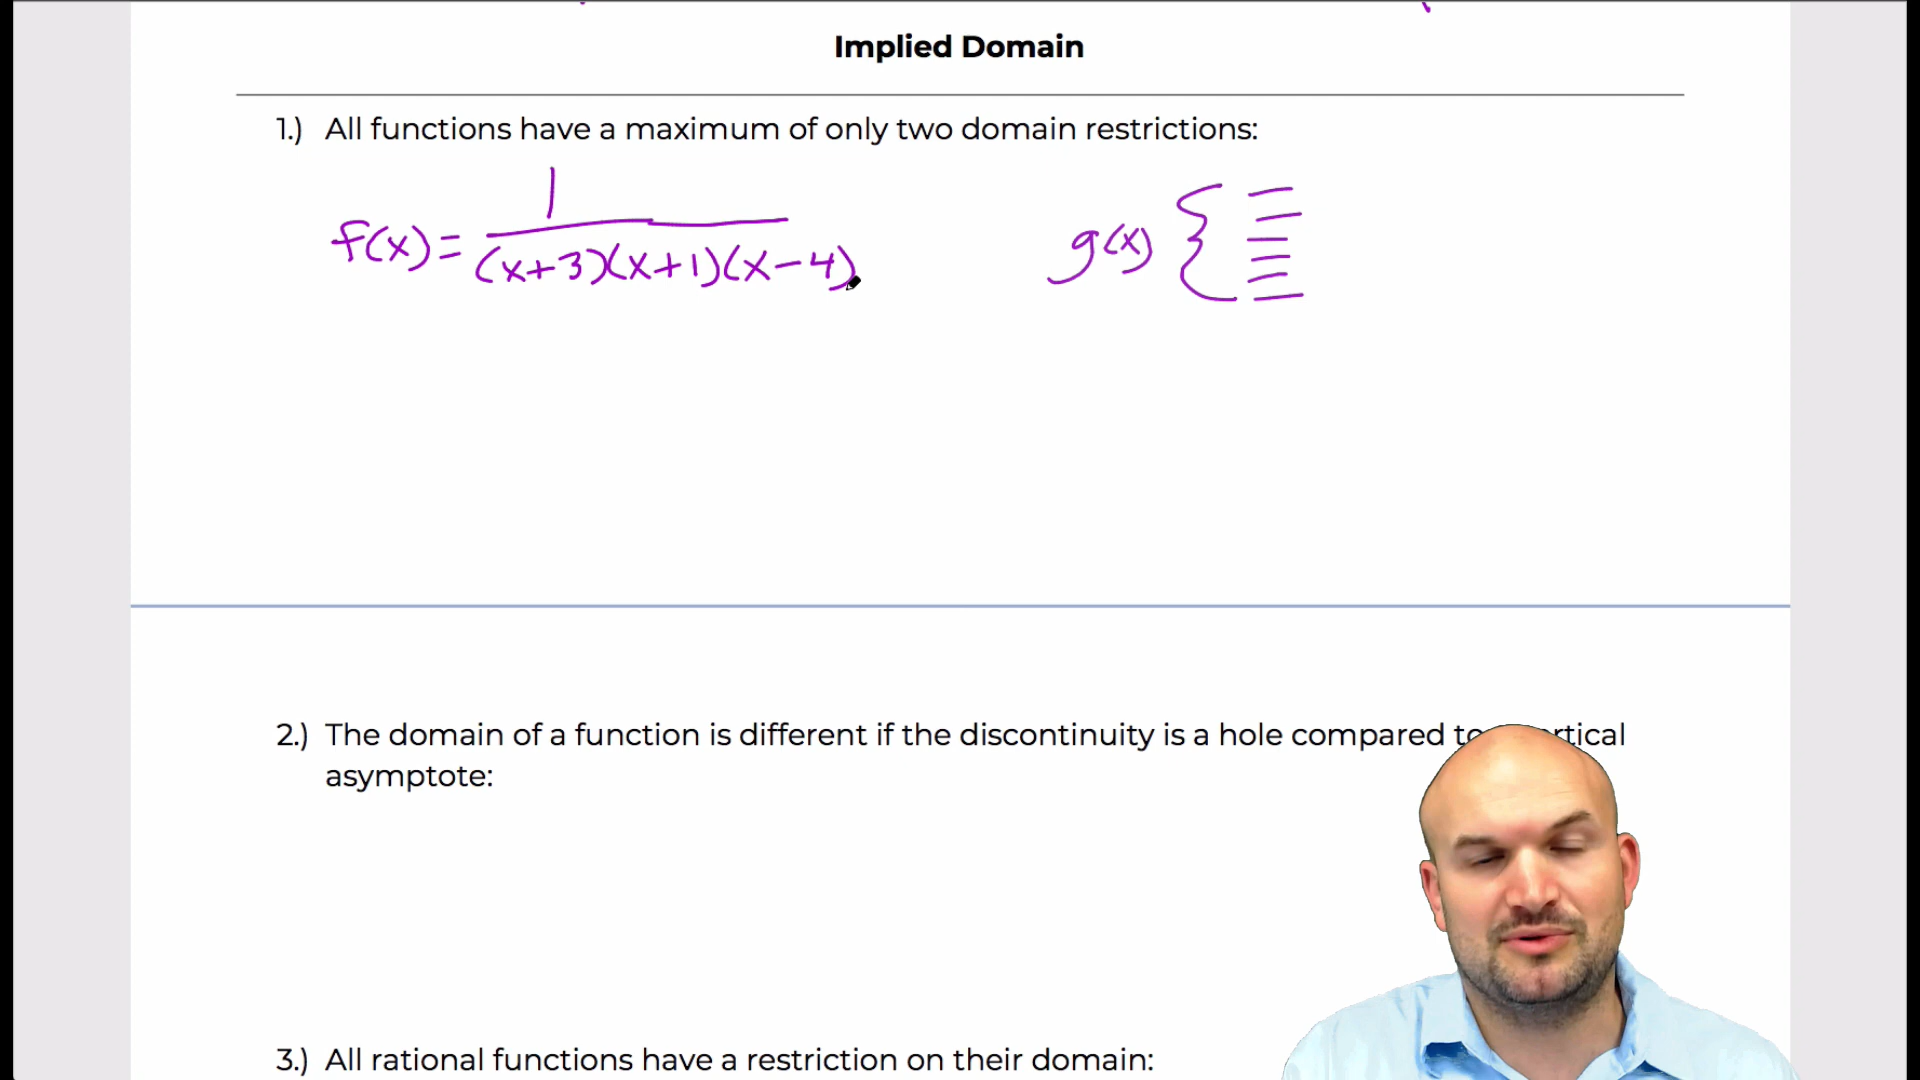 Implied Domain
1.) All functions have a maximum of only two domain restrictions:
f(x) = 1 / (x+3)(x+1)(x-4)
g(x) {
2.) The domain of a function is different if the discontinuity is a hole compared to
asymptote:
3.) All rational functions have a restriction on their domain: